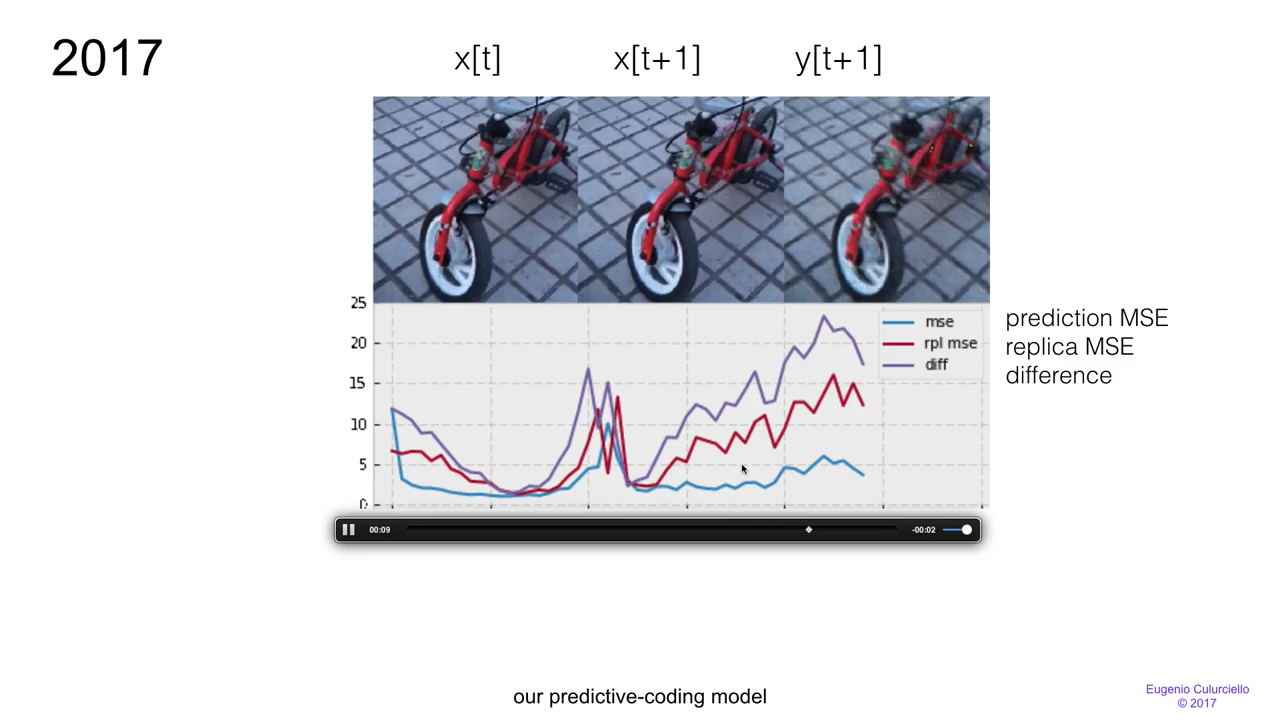 2017
x[t]
x[t+1]
y[t+1]
25
20
15
10
5
0
mse
rpl mse
diff
prediction MSE
replica MSE
difference
00:09
-00:02
our predictive-coding model
Eugenio Culurciello
© 2017